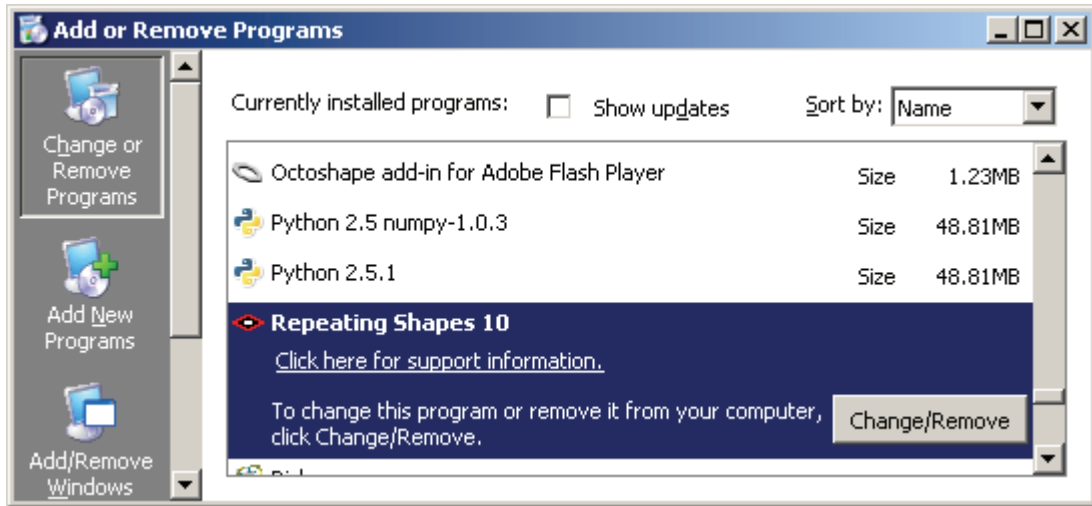 Add or Remove Programs
Change or
Remove
Programs
Add New
Programs
Add/Remove
Windows
Currently installed programs:
Show updates
Sort by:
Name
Octoshape add-in for Adobe Flash Player
Size
1.23MB
Python 2.5 numpy-1.0.3
Size
48.81MB
Python 2.5.1
Size
48.81MB
Repeating Shapes 10
Click here for support information.
To change this program or remove it from your computer,
click Change/Remove.
Change/Remove